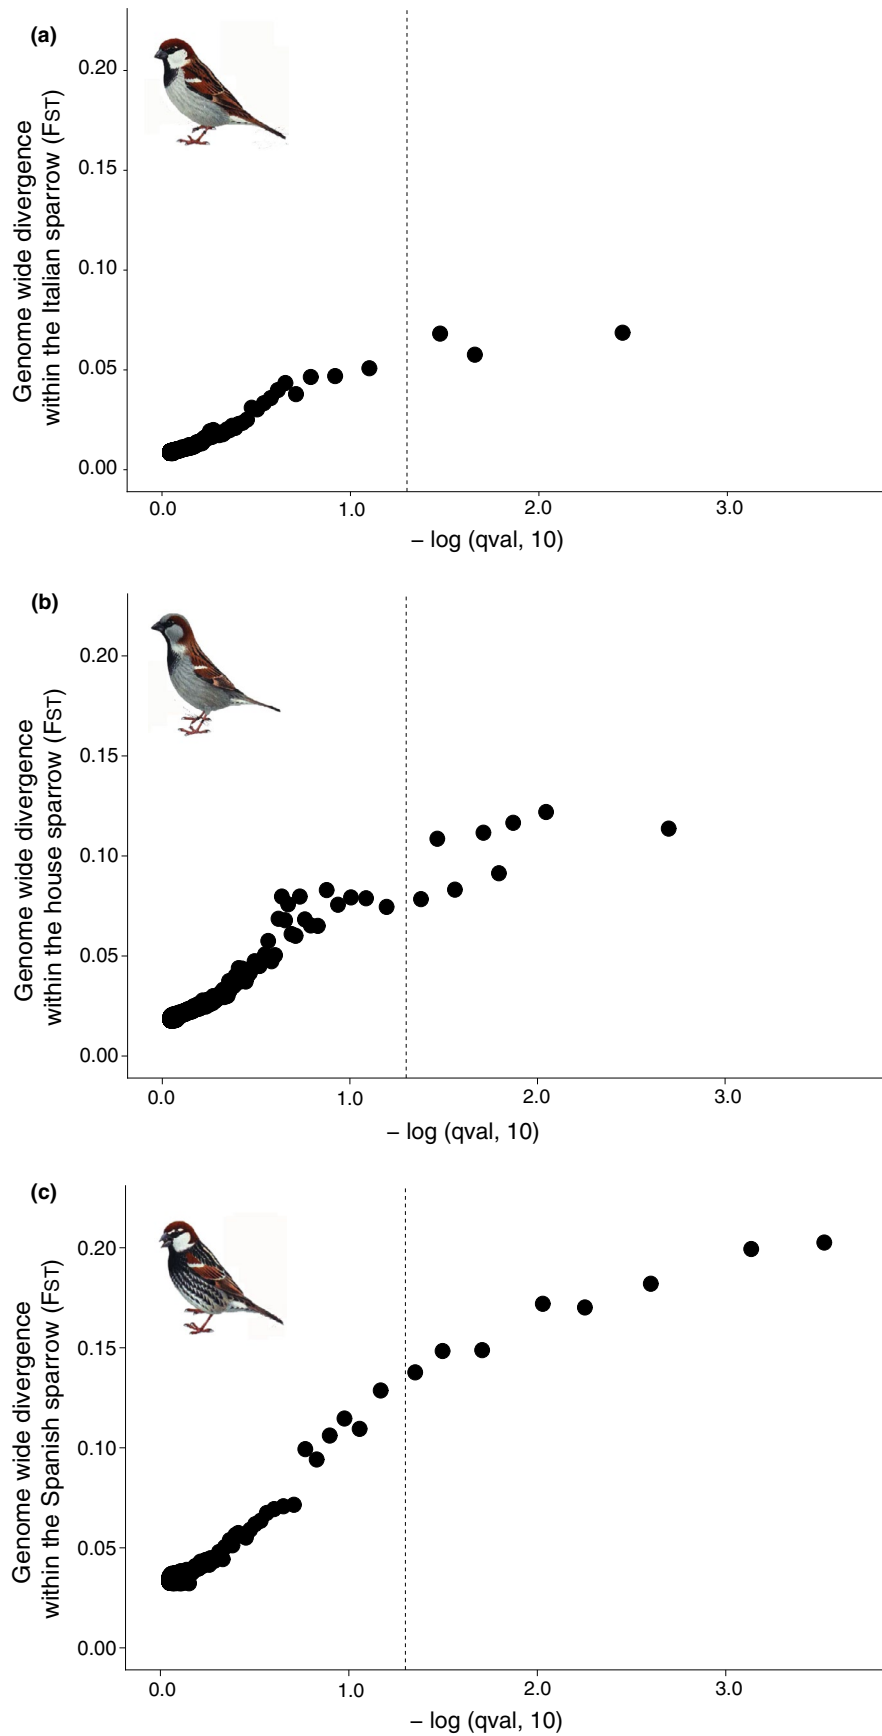 (a)
Genome wide divergence
within the Italian sparrow (FST)
0.20
0.15
0.10
0.05
0.00
0.0 1.0 2.0 3.0
– log (qval, 10)
(b)
Genome wide divergence
within the house sparrow (FST)
0.20
0.15
0.10
0.05
0.00
0.0 1.0 2.0 3.0
– log (qval, 10)
(c)
Genome wide divergence
within the Spanish sparrow (FST)
0.20
0.15
0.10
0.05
0.00
0.0 1.0 2.0 3.0
– log (qval, 10)